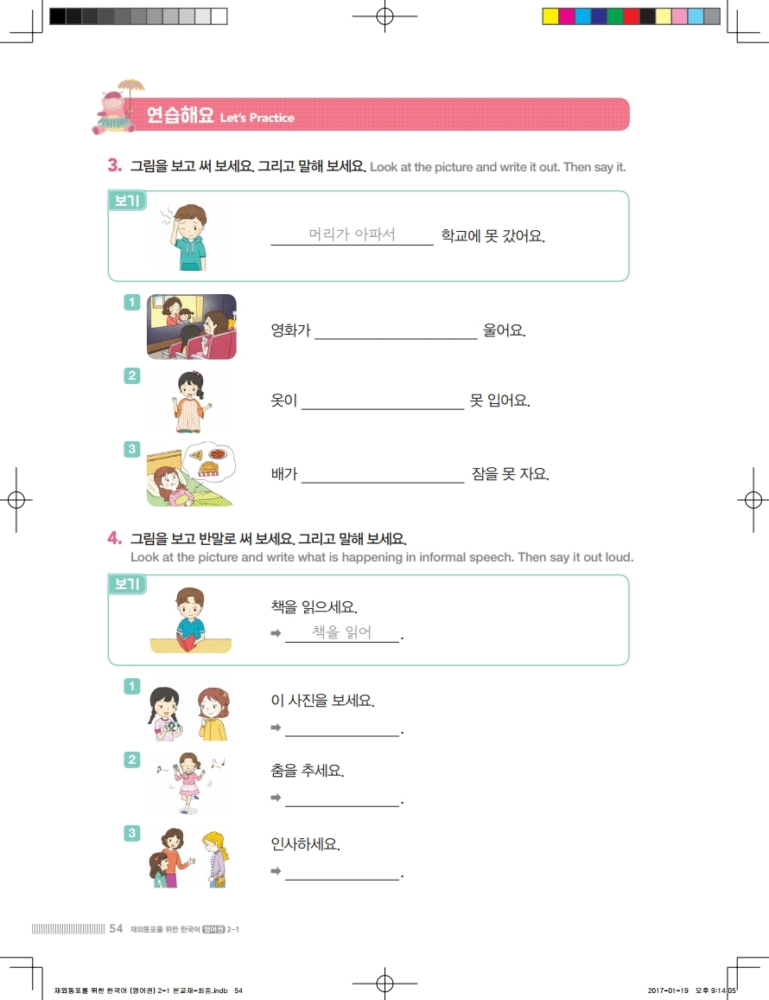 연습해요 Let's Practice
3. 그림을 보고 써 보세요. 그리고 말해 보세요. Look at the picture and write it out. Then say it.
보기
머리가 아파서 학교에 못 갔어요.
1
영화가 울어요.
2
옷이 못 입어요.
3
배가 잠을 못 자요.
4. 그림을 보고 반말로 써 보세요. 그리고 말해 보세요.
Look at the picture and write what is happening in informal speech. Then say it out loud.
보기
책을 읽으세요.
➡ 책을 읽어.
1
이 사진을 보세요.
➡ .
2
춤을 추세요.
➡ .
3
인사하세요.
➡ .
54 재외동포를 위한 한국어 영어권 2-1
재외동포를 위한 한국어 (영어권) 2-1 본교재-최종.indb 54 2017-01-19 오후 9:14:05